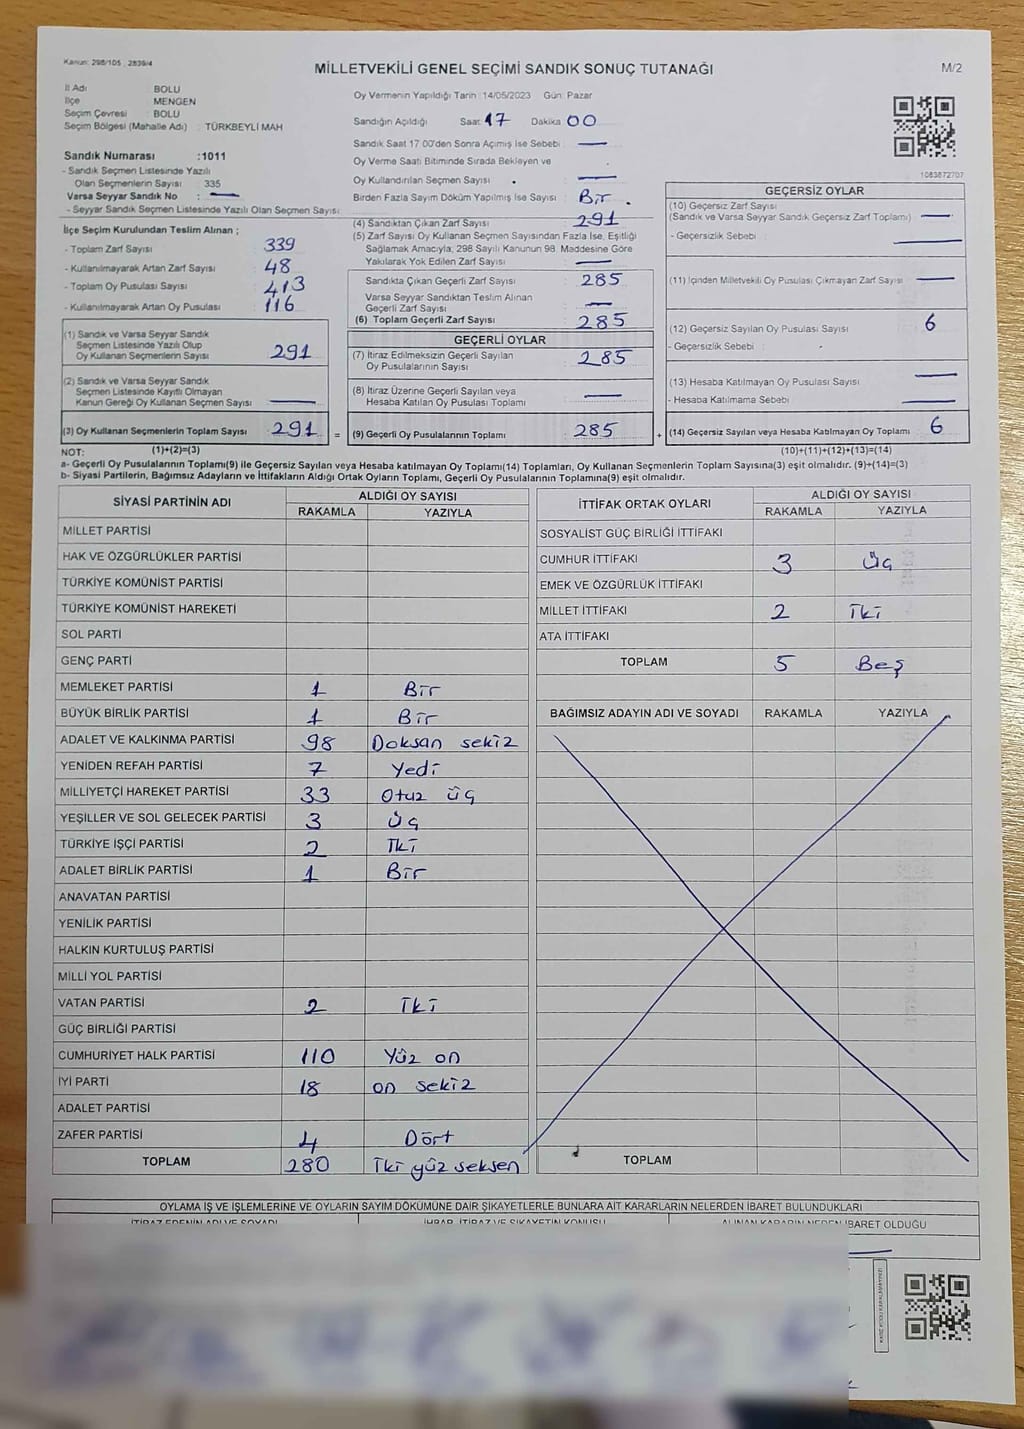 Kanun: 298/105 , 2839/4
MİLLETVEKİLİ GENEL SEÇİMİ SANDIK SONUÇ TUTANAĞI
M/2
İl Adı : BOLU
İlçe : MENGEN
Seçim Çevresi : BOLU
Seçim Bölgesi (Mahalle Adı) : TÜRKBEYLİ MAH
Sandık Numarası :1011
- Sandık Seçmen Listesinde Yazılı
Olan Seçmenlerin Sayısı : 335
Varsa Seyyar Sandık No : —
- Seyyar Sandık Seçmen Listesinde Yazılı Olan Seçmen Sayısı :
İlçe Seçim Kurulundan Teslim Alınan ;
- Toplam Zarf Sayısı : 339
- Kullanılmayarak Artan Zarf Sayısı : 48
- Toplam Oy Pusulası Sayısı : 413
- Kullanılmayarak Artan Oy Pusulası : 116
(1) Sandık ve Varsa Seyyar Sandık
Seçmen Listesinde Yazılı Olup
Oy Kullanan Seçmenlerin Sayısı : 291
(2) Sandık ve Varsa Seyyar Sandık
Seçmen Listesinde Kayıtlı Olmayan
Kanun Gereği Oy Kullanan Seçmen Sayısı : —
(3) Oy Kullanan Seçmenlerin Toplam Sayısı : 291
Oy Vermenin Yapıldığı Tarih : 14/05/2023 Gün: Pazar
Sandığın Açıldığı Saat: 17 Dakika 00
Sandık Saat 17:00'den Sonra Açılmış İse Sebebi : —
Oy Verme Saati Bitiminde Sırada Bekleyen ve
Oy Kullandırılan Seçmen Sayısı : —
Birden Fazla Sayım Döküm Yapılmış İse Sayısı : Bir
(4) Sandıktan Çıkan Zarf Sayısı : 291
(5) Zarf Sayısı Oy Kullanan Seçmen Sayısından Fazla İse, Eşitliği
Sağlamak Amacıyla, 298 Sayılı Kanunun 98. Maddesine Göre
Yakılarak Yok Edilen Zarf Sayısı : —
Sandıkta Çıkan Geçerli Zarf Sayısı : 285
Varsa Seyyar Sandıktan Teslim Alınan
Geçerli Zarf Sayısı : —
(6) Toplam Geçerli Zarf Sayısı : 285
GEÇERLİ OYLAR
(7) İtiraz Edilmeksizin Geçerli Sayılan
Oy Pusulalarının Sayısı : 285
(8) İtiraz Üzerine Geçerli Sayılan veya
Hesaba Katılan Oy Pusulası Toplamı : —
= (9) Geçerli Oy Pusulalarının Toplamı : 285
1083872707
GEÇERSİZ OYLAR
(10) Geçersiz Zarf Sayısı
(Sandık ve Varsa Seyyar Sandık Geçersiz Zarf Toplamı) : —
- Geçersizlik Sebebi : —
(11) İçinden Milletvekili Oy Pusulası Çıkmayan Zarf Sayısı : —
(12) Geçersiz Sayılan Oy Pusulası Sayısı : 6
- Geçersizlik Sebebi :
(13) Hesaba Katılmayan Oy Pusulası Sayısı : —
- Hesaba Katılmama Sebebi : —
+ (14) Geçersiz Sayılan veya Hesaba Katılmayan Oy Toplamı : 6
NOT: (1)+(2)=(3) (10)+(11)+(12)+(13)=(14)
a- Geçerli Oy Pusulalarının Toplamı(9) ile Geçersiz Sayılan veya Hesaba katılmayan Oy Toplamı(14) Toplamları, Oy Kullanan Seçmenlerin Toplam Sayısına(3) eşit olmalıdır. (9)+(14)=(3)
b- Siyasi Partilerin, Bağımsız Adayların ve İttifakların Aldığı Ortak Oyların Toplamı, Geçerli Oy Pusulalarının Toplamına(9) eşit olmalıdır.
SİYASİ PARTİNİN ADI ALDIĞI OY SAYISI
RAKAMLA YAZIYLA
MİLLET PARTİSİ
HAK VE ÖZGÜRLÜKLER PARTİSİ
TÜRKİYE KOMÜNİST PARTİSİ
TÜRKİYE KOMÜNİST HAREKETİ
SOL PARTİ
GENÇ PARTİ
MEMLEKET PARTİSİ 1 Bir
BÜYÜK BİRLİK PARTİSİ 1 Bir
ADALET VE KALKINMA PARTİSİ 98 Doksan sekiz
YENİDEN REFAH PARTİSİ 7 Yedi
MİLLİYETÇİ HAREKET PARTİSİ 33 Otuz üç
YEŞİLLER VE SOL GELECEK PARTİSİ 3 üç
TÜRKİYE İŞÇİ PARTİSİ 2 İki
ADALET BİRLİK PARTİSİ 1 Bir
ANAVATAN PARTİSİ
YENİLİK PARTİSİ
HALKIN KURTULUŞ PARTİSİ
MİLLİ YOL PARTİSİ
VATAN PARTİSİ 2 İki
GÜÇ BİRLİĞİ PARTİSİ
CUMHURİYET HALK PARTİSİ 110 Yüz on
İYİ PARTİ 18 on sekiz
ADALET PARTİSİ
ZAFER PARTİSİ 4 Dört
TOPLAM 280 İki yüz seksen
İTTİFAK ORTAK OYLARI ALDIĞI OY SAYISI
RAKAMLA YAZIYLA
SOSYALİST GÜÇ BİRLİĞİ İTTİFAKI
CUMHUR İTTİFAKI 3 üç
EMEK VE ÖZGÜRLÜK İTTİFAKI
MİLLET İTTİFAKI 2 İki
ATA İTTİFAKI
TOPLAM 5 Beş
BAĞIMSIZ ADAYIN ADI VE SOYADI RAKAMLA YAZIYLA
TOPLAM
OYLAMA İŞ VE İŞLEMLERİNE VE OYLARIN SAYIM DÖKÜMÜNE DAİR ŞİKAYETLERLE BUNLARA AİT KARARLARIN NELERDEN İBARET BULUNDUKLARI
İTİRAZ EDENİN ADI VE SOYADI İHBAR, İTİRAZ VE ŞİKAYETİN KONUSU ALINAN KARARIN NEDEN İBARET OLDUĞU